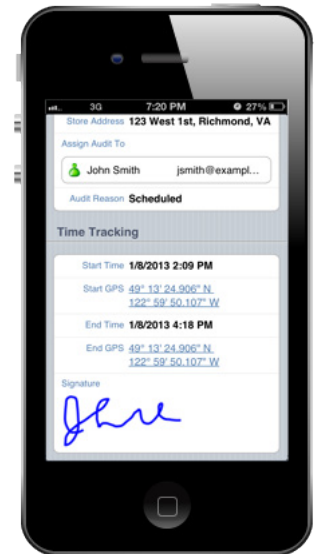 3G 7:20 PM 27%
Store Address 123 West 1st, Richmond, VA
Assign Audit To
John Smith jsmith@exampl...
Audit Reason Scheduled
Time Tracking
Start Time 1/8/2013 2:09 PM
Start GPS 49° 13' 24.906" N
122° 59' 50.107" W
End Time 1/8/2013 4:18 PM
End GPS 49° 13' 24.906" N
122° 59' 50.107" W
Signature